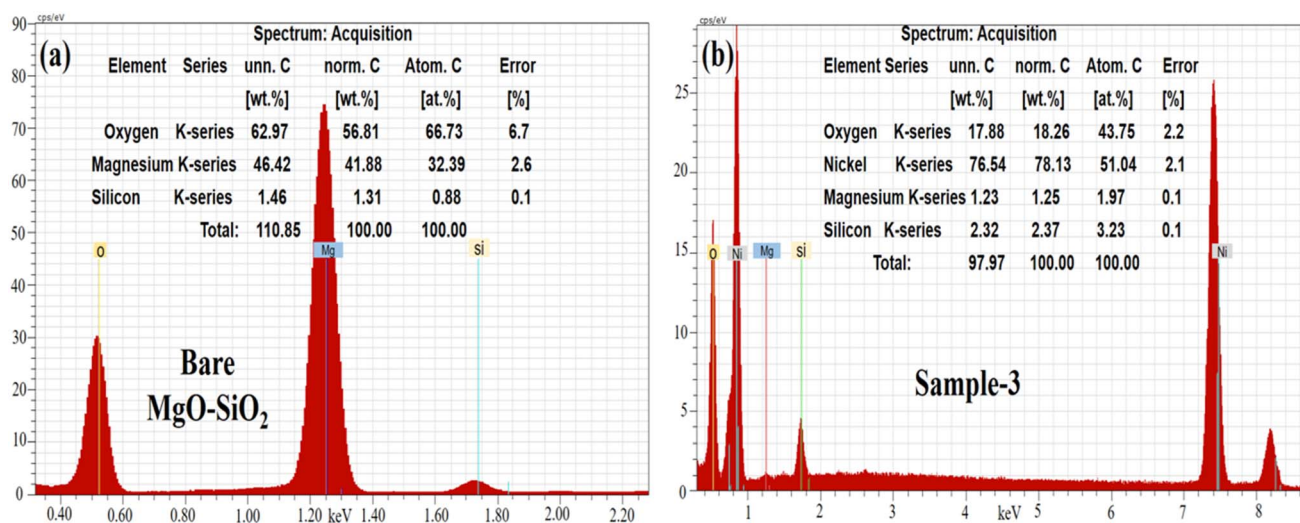 cps/eV
90
80
70
60
50
40
30
20
10
0
(a)
Spectrum: Acquisition
Element Series unn. C norm. C Atom. C Error
[wt.%] [wt.%] [at.%] [%]
Oxygen K-series 62.97 56.81 66.73 6.7
Magnesium K-series 46.42 41.88 32.39 2.6
Silicon K-series 1.46 1.31 0.88 0.1
Total: 110.85 100.00 100.00
O
Mg
Si
Bare
MgO-SiO₂
0.40 0.60 0.80 1.00 1.20 keV 1.40 1.60 1.80 2.00 2.20
cps/eV
25
20
15
10
5
0
(b)
Spectrum: Acquisition
Element Series unn. C norm. C Atom. C Error
[wt.%] [wt.%] [at.%] [%]
Oxygen K-series 17.88 18.26 43.75 2.2
Nickel K-series 76.54 78.13 51.04 2.1
Magnesium K-series 1.23 1.25 1.97 0.1
Silicon K-series 2.32 2.37 3.23 0.1
Total: 97.97 100.00 100.00
O
Ni
Mg
Si
Ni
Sample-3
1 2 3 4 keV 5 6 7 8